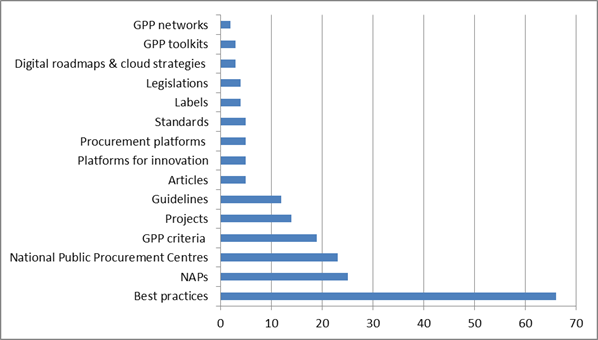 GPP networks
GPP toolkits
Digital roadmaps & cloud strategies
Legislations
Labels
Standards
Procurement platforms
Platforms for innovation
Articles
Guidelines
Projects
GPP criteria
National Public Procurement Centres
NAPs
Best practices
0 10 20 30 40 50 60 70